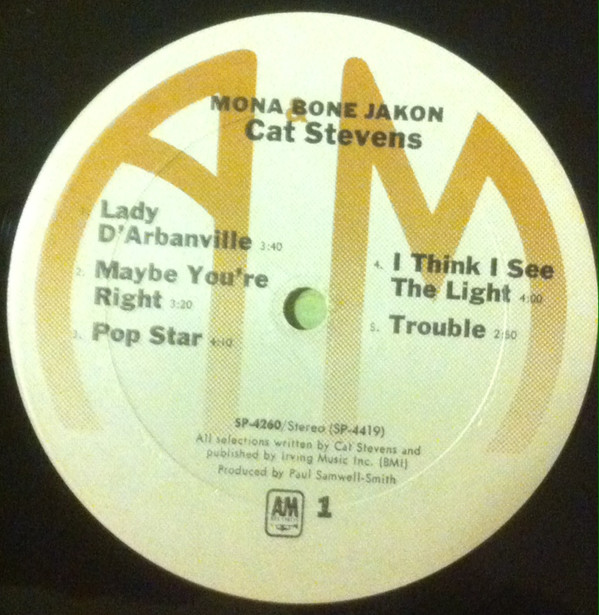 MONA BONE JAKON
Cat Stevens
1. Lady
D'Arbanville 3:40
2. Maybe You're
Right 3:20
3. Pop Star 4:10
4. I Think I See
The Light 4:00
5. Trouble 2:50
SP-4260/Stereo (SP-4419)
All selections written by Cat Stevens and
published by Irving Music Inc. (BMI)
Produced by Paul Samwell-Smith
AM
1